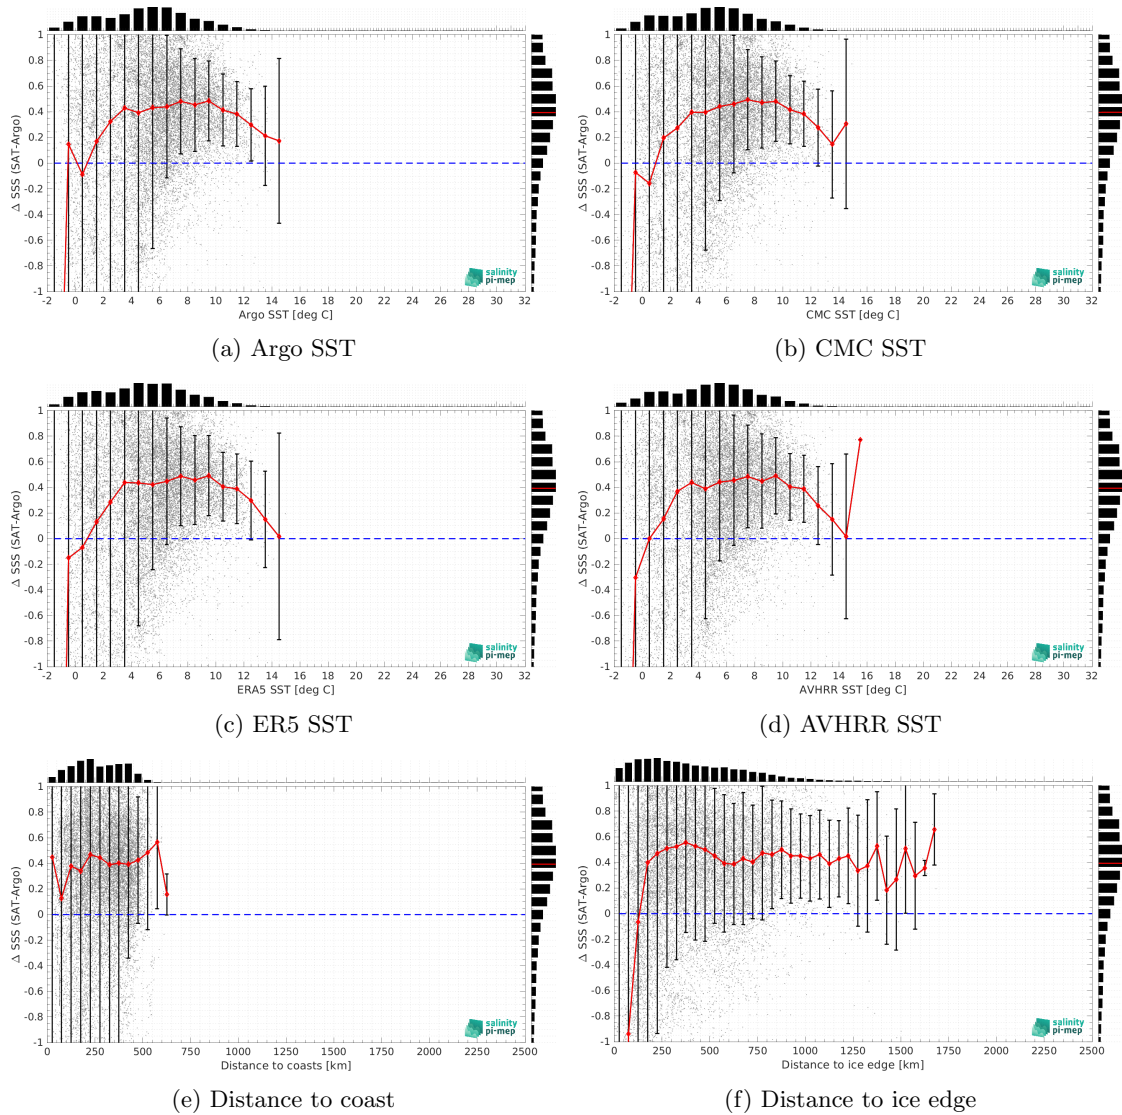 1
0.8
0.6
0.4
0.2
0
-0.2
-0.4
-0.6
-0.8
-1
Δ SSS (SAT-Argo)
salinity
pi-mep
-2 0 2 4 6 8 10 12 14 16 18 20 22 24 26 28 30 32
Argo SST [deg C]
(a) Argo SST
1
0.8
0.6
0.4
0.2
0
-0.2
-0.4
-0.6
-0.8
-1
Δ SSS (SAT-Argo)
salinity
pi-mep
-2 0 2 4 6 8 10 12 14 16 18 20 22 24 26 28 30 32
CMC SST [deg C]
(b) CMC SST
1
0.8
0.6
0.4
0.2
0
-0.2
-0.4
-0.6
-0.8
-1
Δ SSS (SAT-Argo)
salinity
pi-mep
-2 0 2 4 6 8 10 12 14 16 18 20 22 24 26 28 30 32
ERA5 SST [deg C]
(c) ER5 SST
1
0.8
0.6
0.4
0.2
0
-0.2
-0.4
-0.6
-0.8
-1
Δ SSS (SAT-Argo)
salinity
pi-mep
-2 0 2 4 6 8 10 12 14 16 18 20 22 24 26 28 30 32
AVHRR SST [deg C]
(d) AVHRR SST
1
0.8
0.6
0.4
0.2
0
-0.2
-0.4
-0.6
-0.8
-1
Δ SSS (SAT-Argo)
salinity
pi-mep
0 250 500 750 1000 1250 1500 1750 2000 2250 2500
Distance to coasts [km]
(e) Distance to coast
1
0.8
0.6
0.4
0.2
0
-0.2
-0.4
-0.6
-0.8
-1
Δ SSS (SAT-Argo)
salinity
pi-mep
0 250 500 750 1000 1250 1500 1750 2000 2250 2500
Distance to ice edge [km]
(f) Distance to ice edge